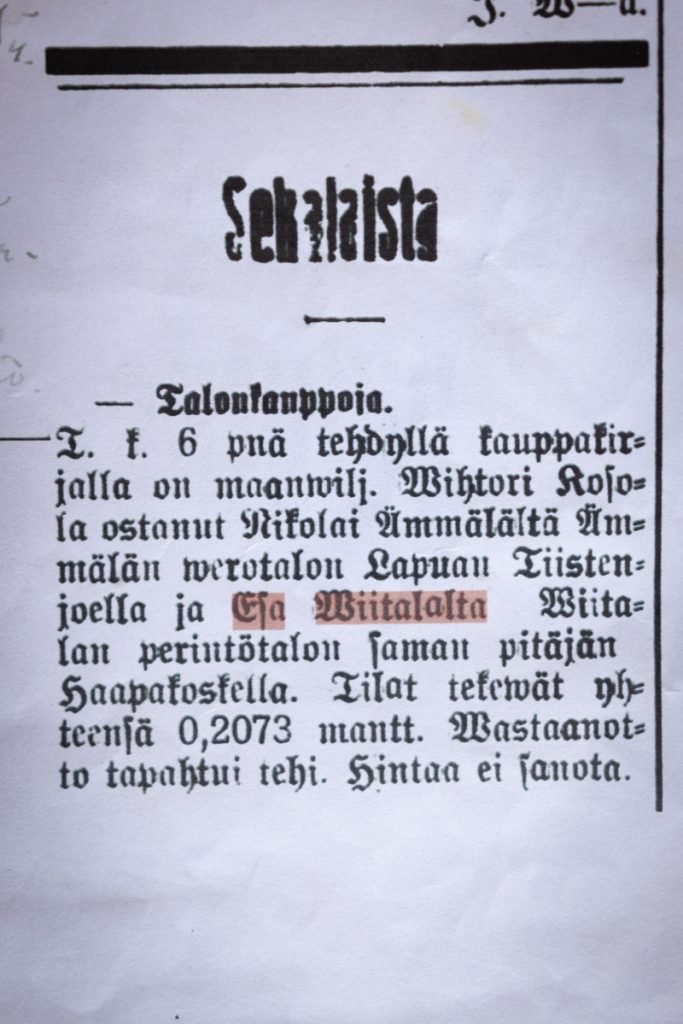 J. W—a.
Sekalaista
— Talonkauppoja.
T. k. 6 pnä tehdyllä kauppakir-
jalla on maanwilj. Wihtori Koso-
la ostanut Nikolai Ämmälältä Äm-
mälän werotalon Lapuan Tiisten-
joella ja Esa Wiitalalta Wiita-
lan perintötalon saman pitäjän
Haapakoskella. Tilat tekewät yh-
teensä 0,2073 mantt. Wastaanot-
to tapahtui tehi. Hintaa ei sanota.